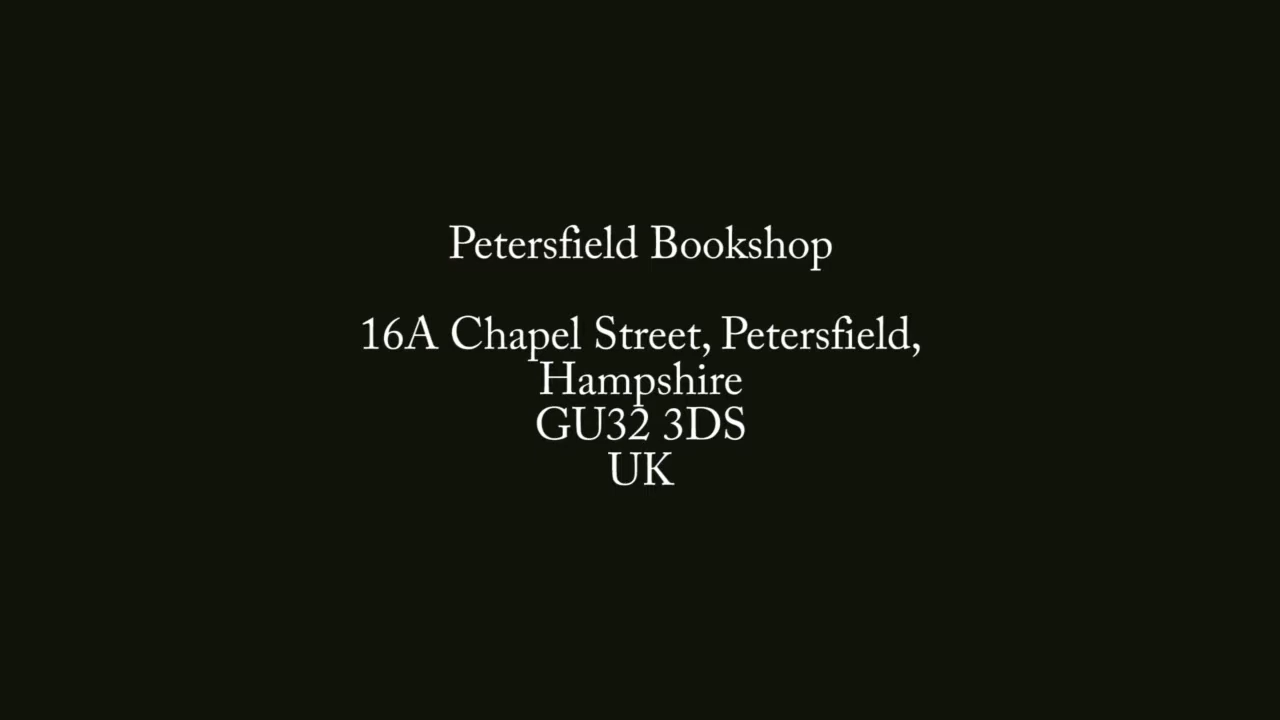 Petersfield Bookshop
16A Chapel Street, Petersfield,
Hampshire
GU32 3DS
UK